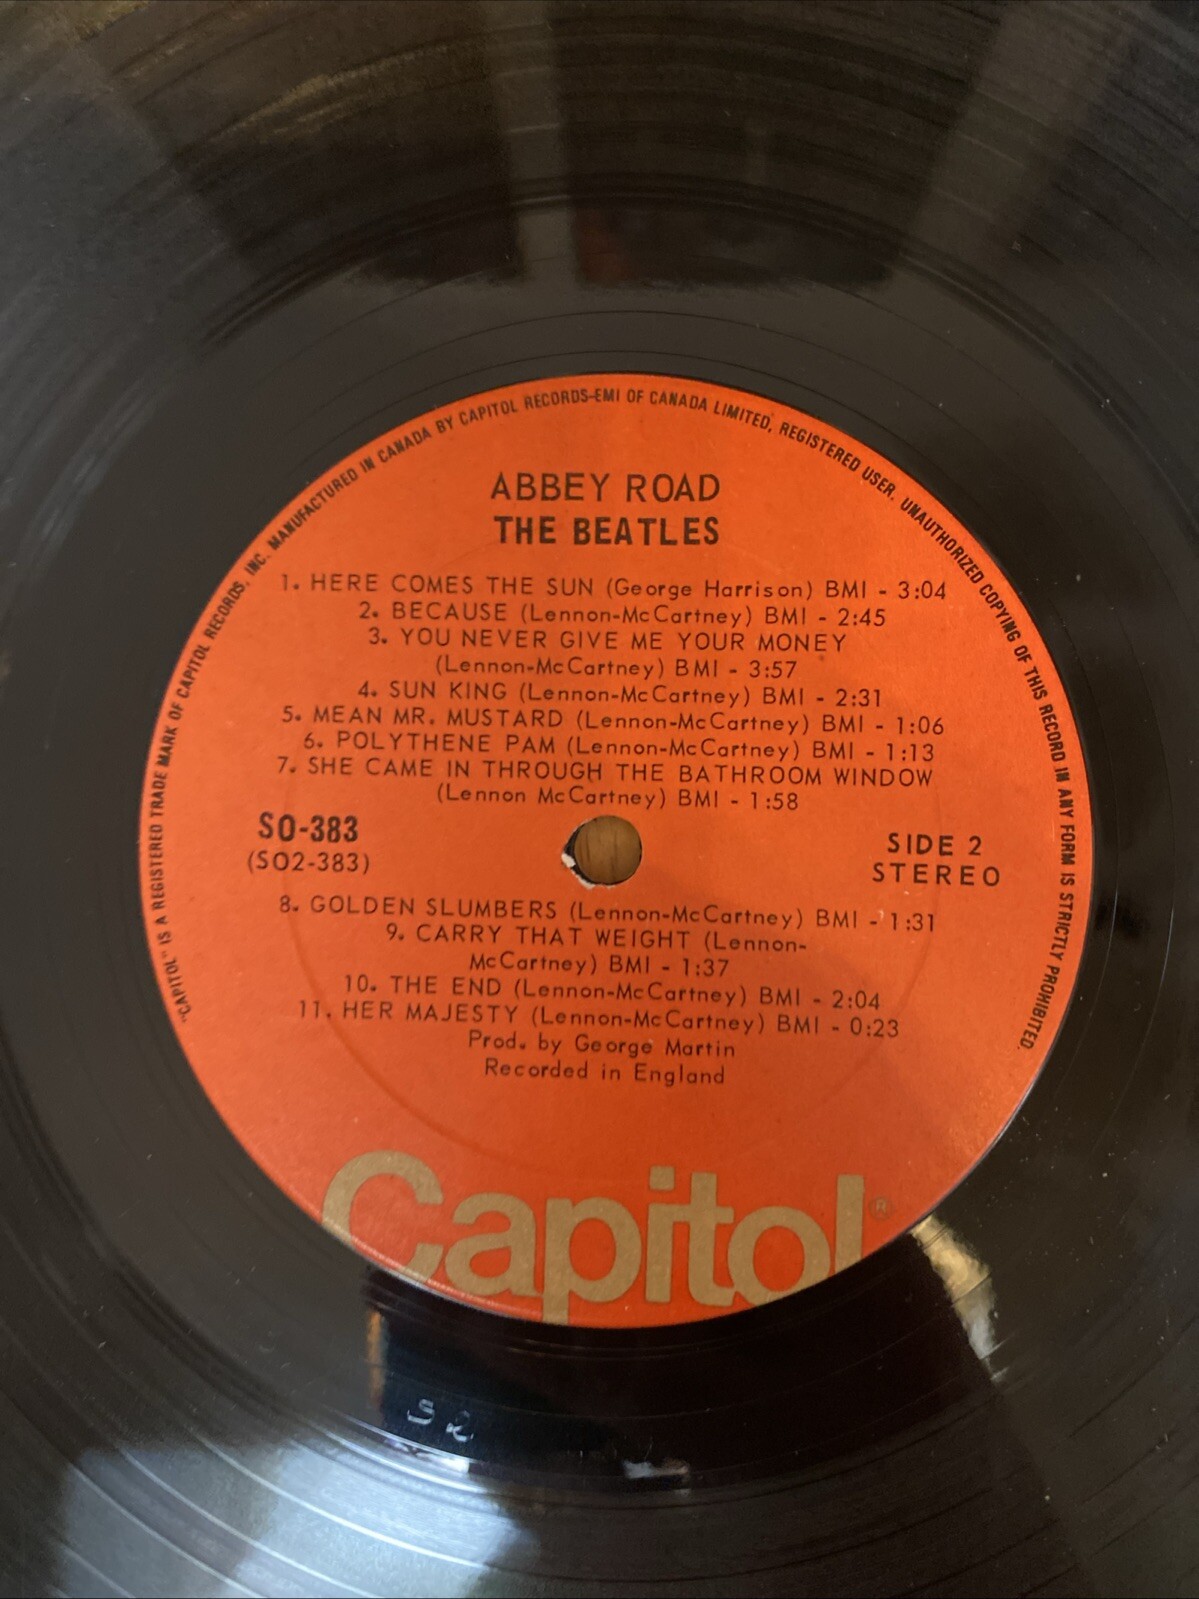 "CAPITOL" IS A REGISTERED TRADE MARK OF CAPITOL RECORDS, INC. MANUFACTURED IN CANADA BY CAPITOL RECORDS-EMI OF CANADA LIMITED, REGISTERED USER. UNAUTHORIZED COPYING OF THIS RECORD IN ANY FORM IS STRICTLY PROHIBITED.
ABBEY ROAD
THE BEATLES
1. HERE COMES THE SUN (George Harrison) BMI - 3:04
2. BECAUSE (Lennon-McCartney) BMI - 2:45
3. YOU NEVER GIVE ME YOUR MONEY
(Lennon-McCartney) BMI - 3:57
4. SUN KING (Lennon-McCartney) BMI - 2:31
5. MEAN MR. MUSTARD (Lennon-McCartney) BMI - 1:06
6. POLYTHENE PAM (Lennon-McCartney) BMI - 1:13
7. SHE CAME IN THROUGH THE BATHROOM WINDOW
(Lennon McCartney) BMI - 1:58
SO-383
(SO2-383)
SIDE 2
STEREO
8. GOLDEN SLUMBERS (Lennon-McCartney) BMI - 1:31
9. CARRY THAT WEIGHT (Lennon-
McCartney) BMI - 1:37
10. THE END (Lennon-McCartney) BMI - 2:04
11. HER MAJESTY (Lennon-McCartney) BMI - 0:23
Prod. by George Martin
Recorded in England
Capitol®